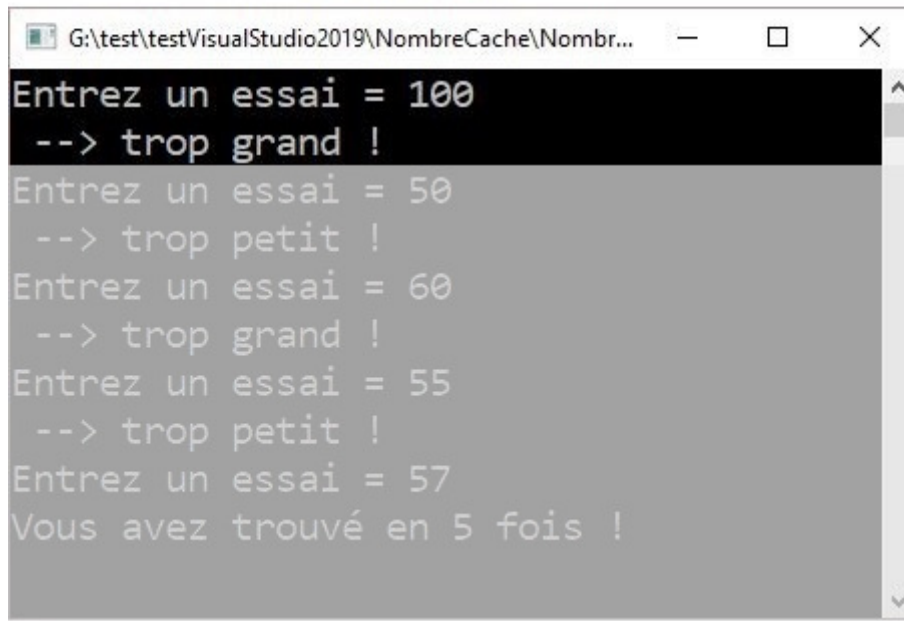 G:\test\testVisualStudio2019\NombreCache\Nombr...
Entrez un essai = 100
 --> trop grand !
Entrez un essai = 50
 --> trop petit !
Entrez un essai = 60
 --> trop grand !
Entrez un essai = 55
 --> trop petit !
Entrez un essai = 57
Vous avez trouvé en 5 fois !